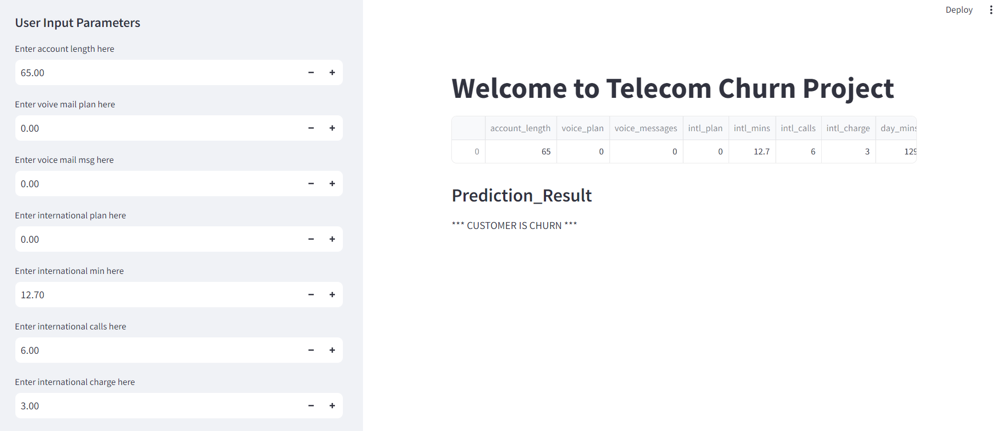 User Input Parameters
Enter account length here
65.00
Enter voive mail plan here
0.00
Enter voice mail msg here
0.00
Enter international plan here
0.00
Enter international min here
12.70
Enter international calls here
6.00
Enter international charge here
3.00
Deploy
Welcome to Telecom Churn Project
account_length voice_plan voice_messages intl_plan intl_mins intl_calls intl_charge day_mins
0 65 0 0 0 12.7 6 3 129
Prediction_Result
*** CUSTOMER IS CHURN ***